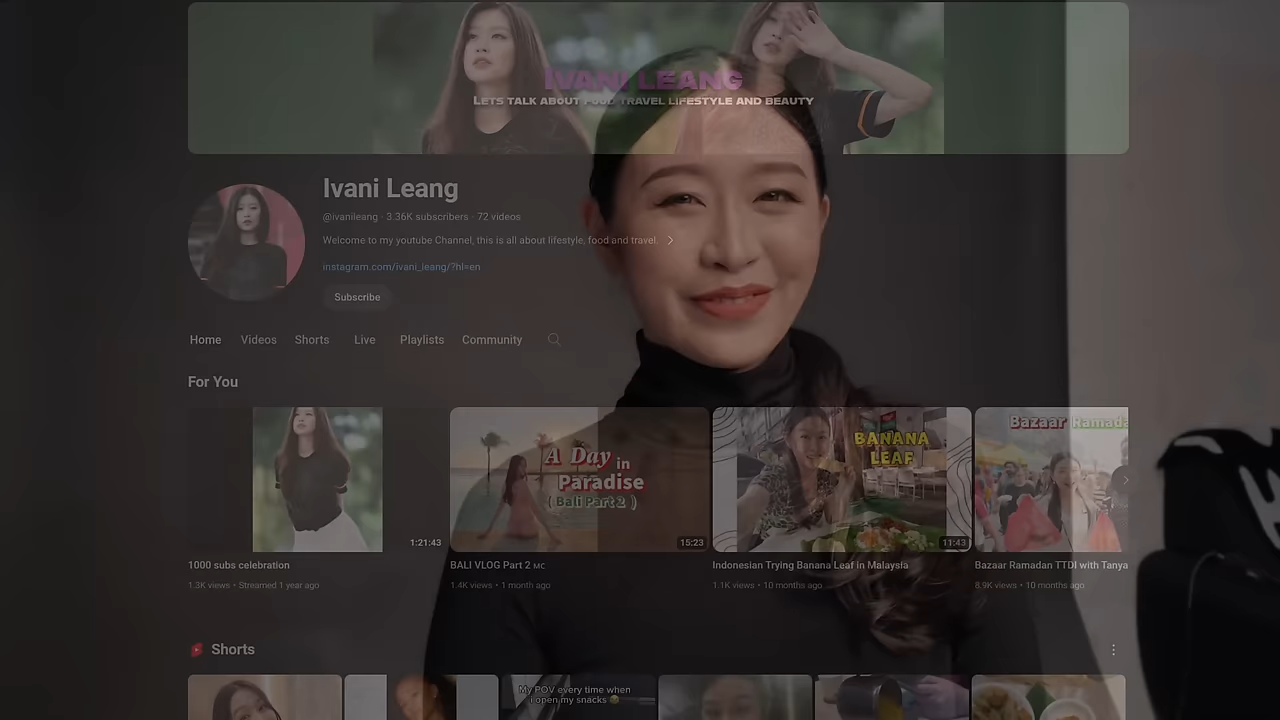 IVANI LEANG
LETS TALK ABOUT FOOD TRAVEL LIFESTYLE AND BEAUTY
Ivani Leang
@ivanileang · 3.36K subscribers · 72 videos
Welcome to my youtube Channel, this is all about lifestyle, food and travel.
instagram.com/ivani_leang/?hl=en
Subscribe
Home Videos Shorts Live Playlists Community
For You
A Day in
Paradise
( Bali Part 2 )
BANANA
LEAF
Bazaar Ramada
1:21:43
15:23
11:43
1000 subs celebration
1.3K views • Streamed 1 year ago
BALI VLOG Part 2 MC
1.4K views • 1 month ago
Indonesian Trying Banana Leaf in Malaysia
1.1K views • 10 months ago
Bazaar Ramadan TTDI with Tanya
8.9K views • 10 months ago
Shorts
My POV every time when
i open my snacks